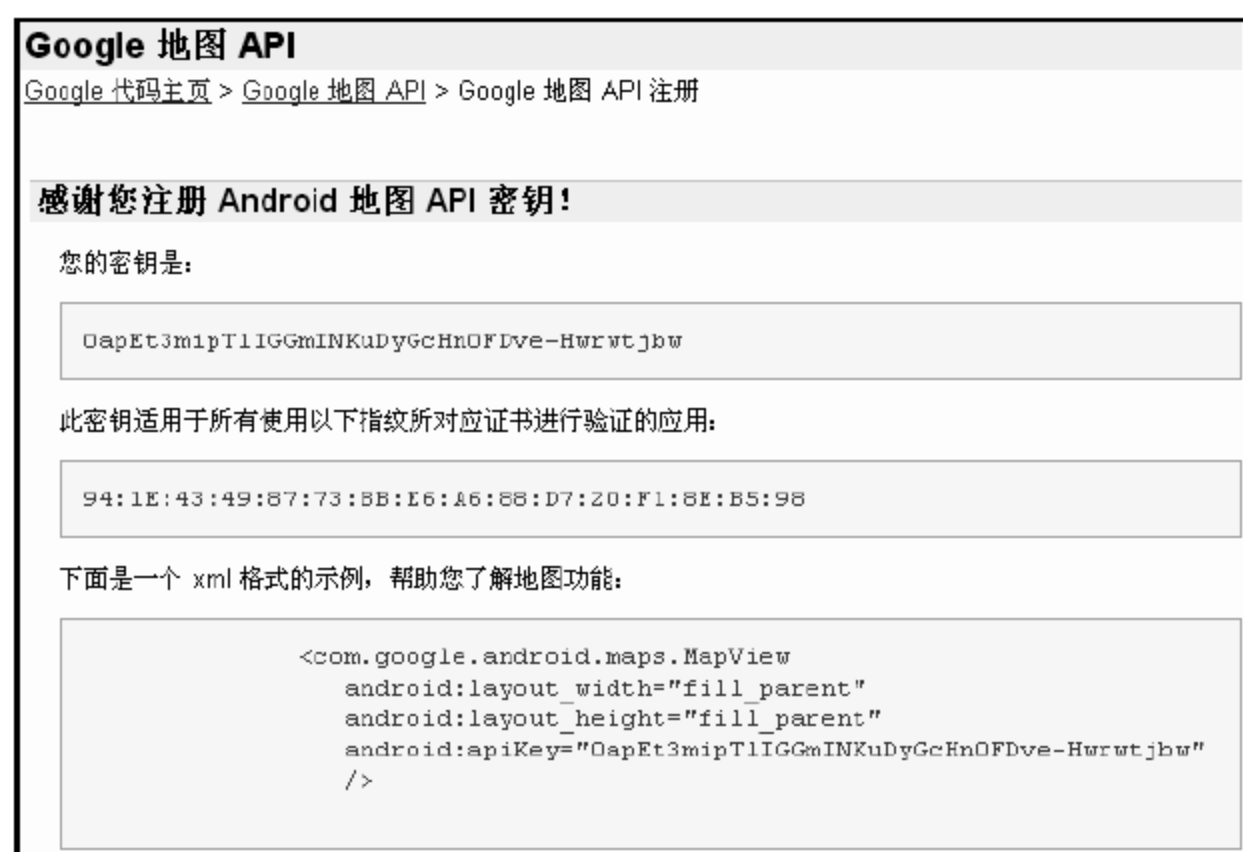 Google 地图 API
Google 代码主页 > Google 地图 API > Google 地图 API 注册
感谢您注册 Android 地图 API 密钥！
您的密钥是：
OapEt3mipTlIGGmINKuDyGcHnOFDve-Hwrwtjbw
此密钥适用于所有使用以下指纹所对应证书进行验证的应用：
94:1E:43:49:87:73:BB:E6:A6:88:D7:20:F1:8E:B5:98
下面是一个 xml 格式的示例，帮助您了解地图功能：
<com.google.android.maps.MapView
android:layout_width="fill_parent"
android:layout_height="fill_parent"
android:apiKey="OapEt3mipTlIGGmINKuDyGcHnOFDve-Hwrwtjbw"
/>